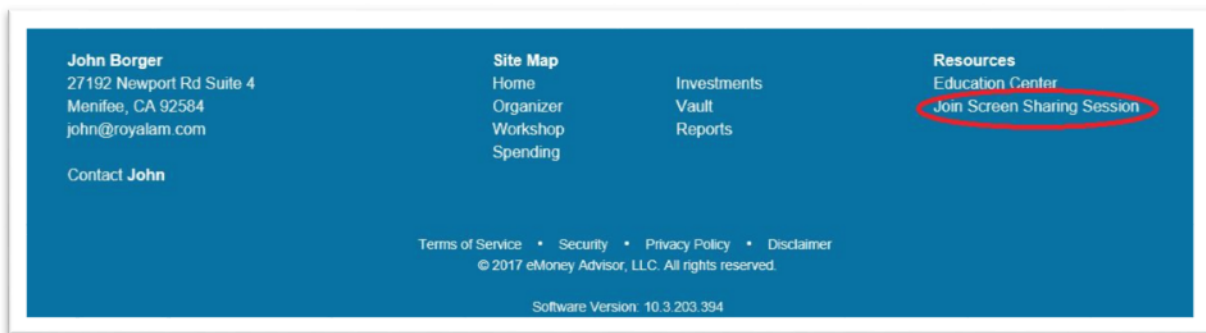 John Borger
27192 Newport Rd Suite 4
Menifee, CA 92584
john@royalam.com
Contact John
Site Map
Home
Organizer
Workshop
Spending
Investments
Vault
Reports
Resources
Education Center
Join Screen Sharing Session
Terms of Service • Security • Privacy Policy • Disclaimer
© 2017 eMoney Advisor, LLC. All rights reserved.
Software Version: 10.3.203.394